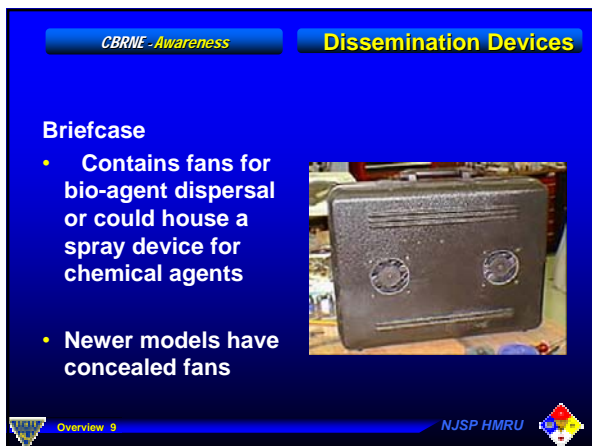 CBRNE - Awareness
Dissemination Devices
Briefcase
• Contains fans for
bio-agent dispersal
or could house a
spray device for
chemical agents
• Newer models have
concealed fans
Overview 9
NJSP HMRU